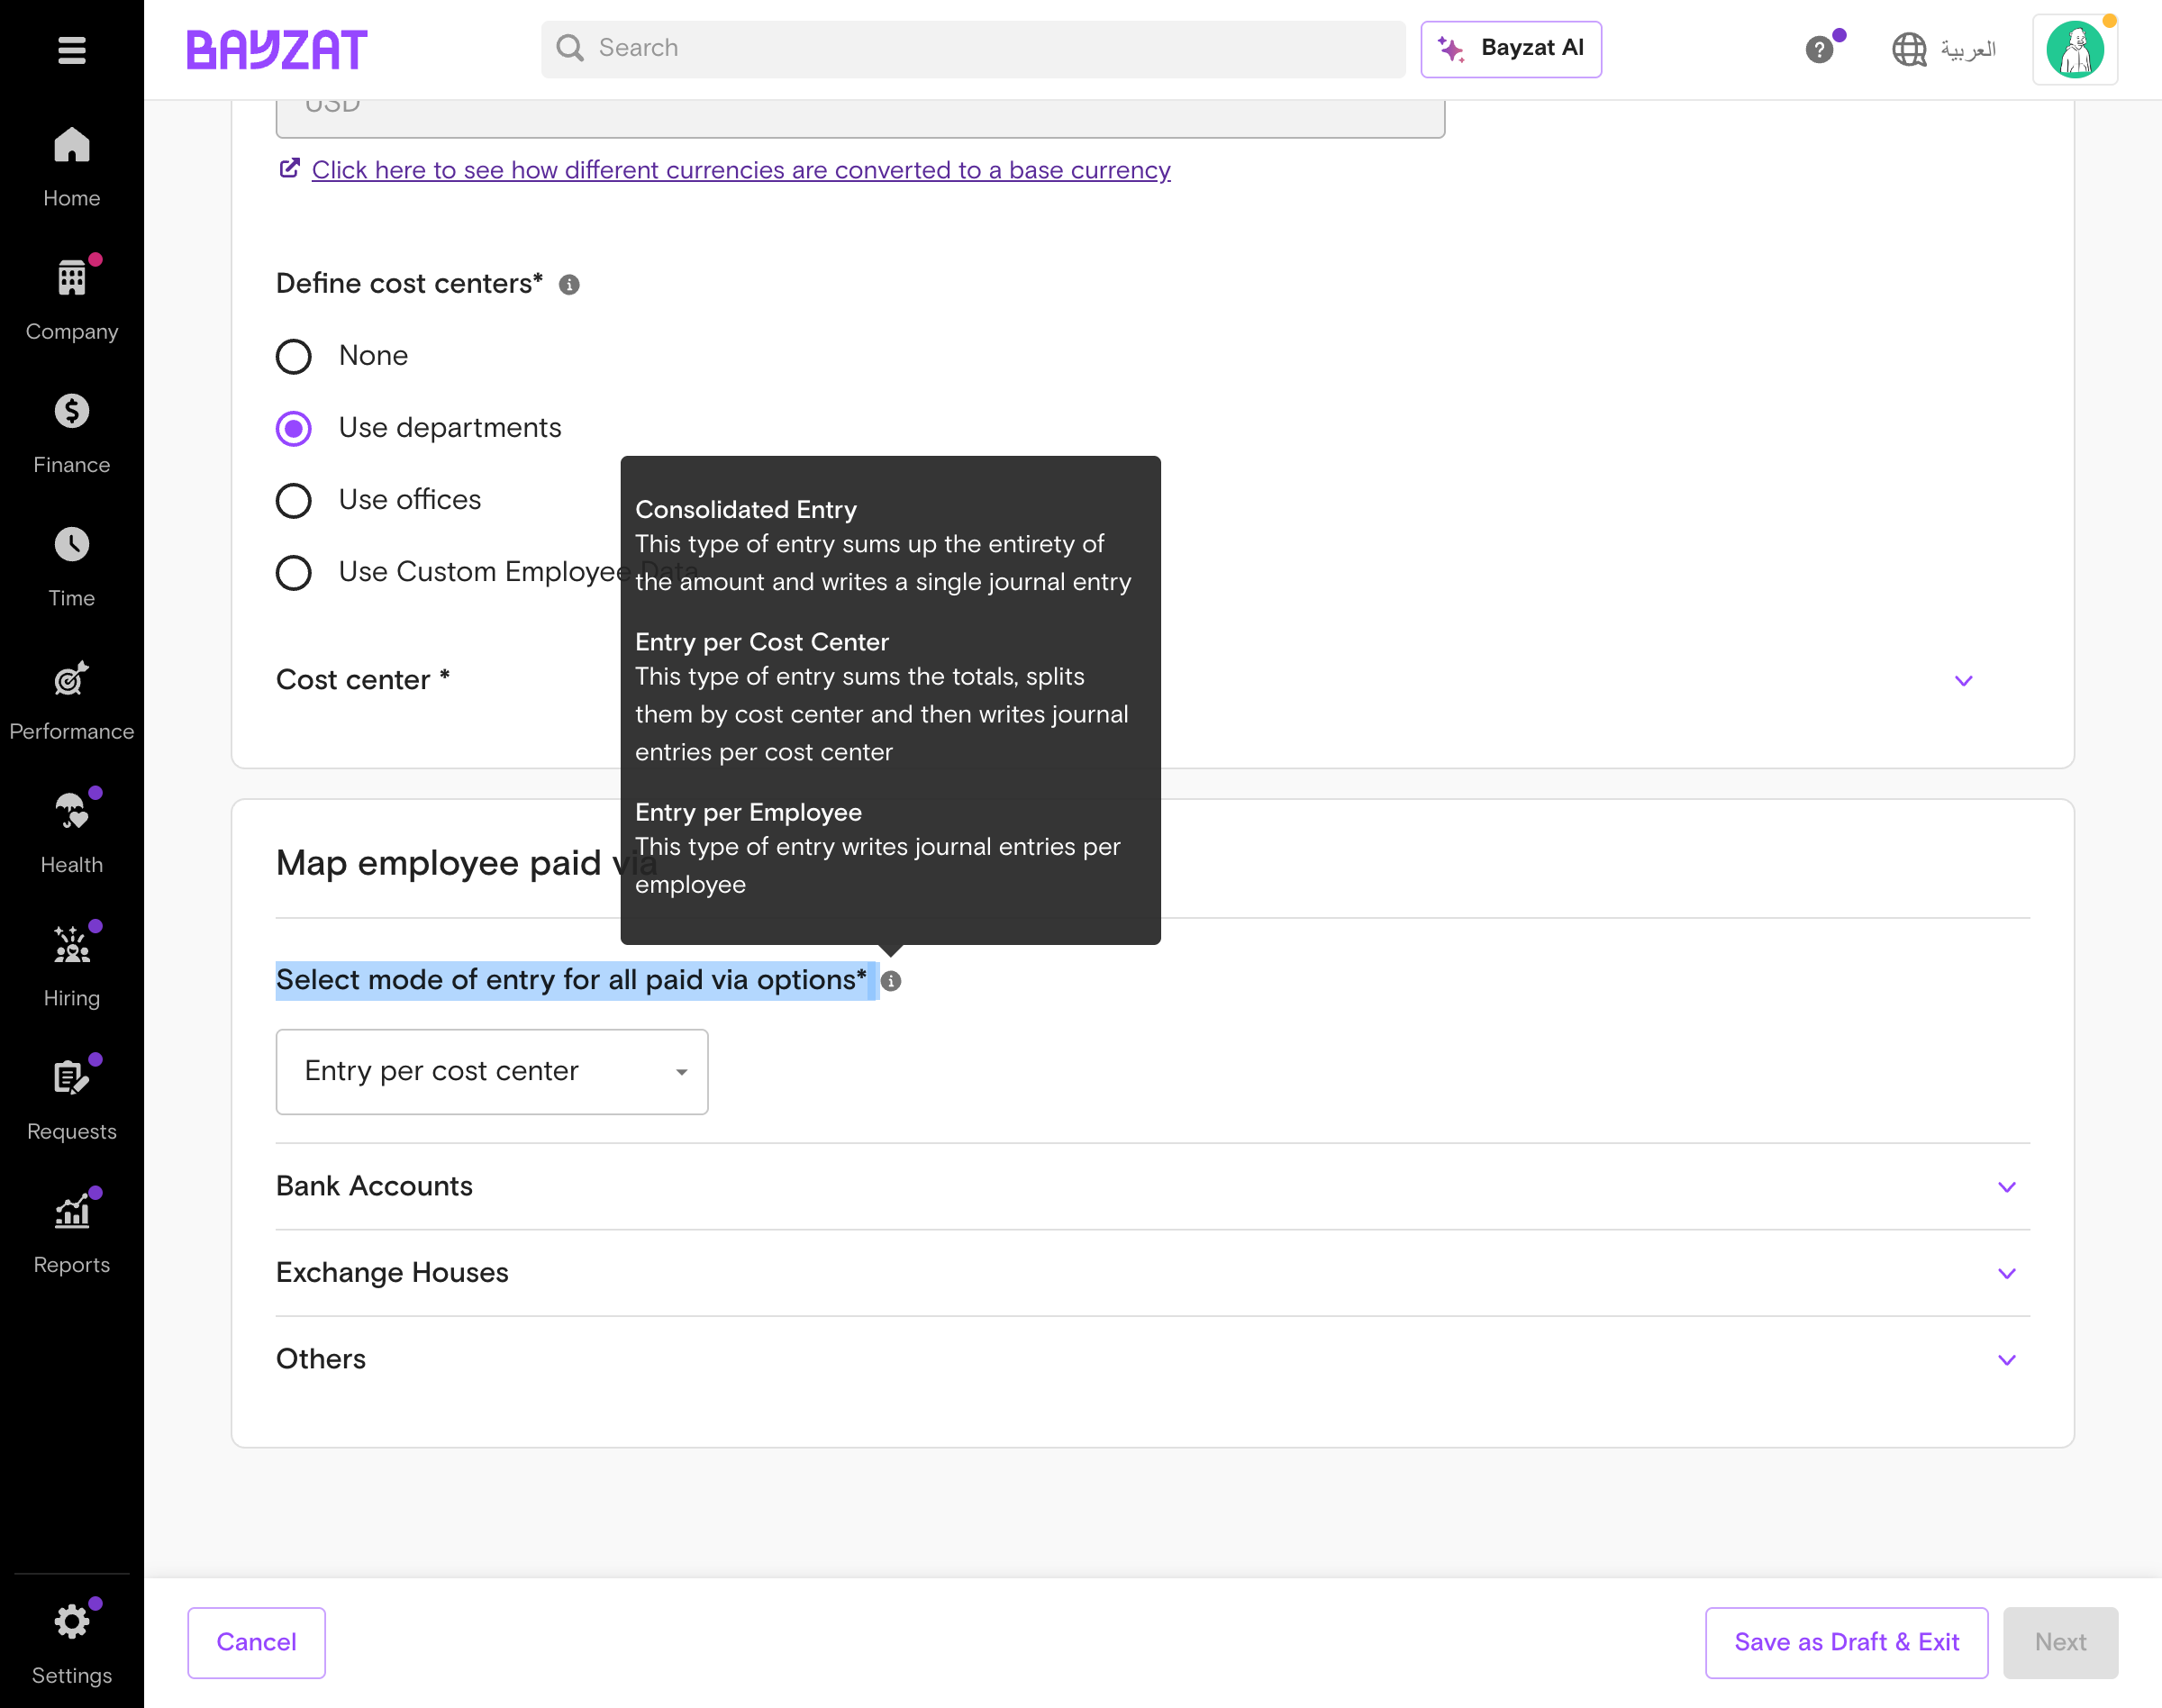 BAYZAT
Search
Bayzat AI
العربية
Home
Company
Finance
Time
Performance
Health
Hiring
Requests
Reports
Settings
USD
Click here to see how different currencies are converted to a base currency
Define cost centers*
None
Use departments
Use offices
Use Custom Employee Data
Cost center *
Consolidated Entry
This type of entry sums up the entirety of
the amount and writes a single journal entry
Entry per Cost Center
This type of entry sums the totals, splits
them by cost center and then writes journal
entries per cost center
Entry per Employee
This type of entry writes journal entries per
employee
Map employee paid via
Select mode of entry for all paid via options*
Entry per cost center
Bank Accounts
Exchange Houses
Others
Cancel
Save as Draft & Exit
Next